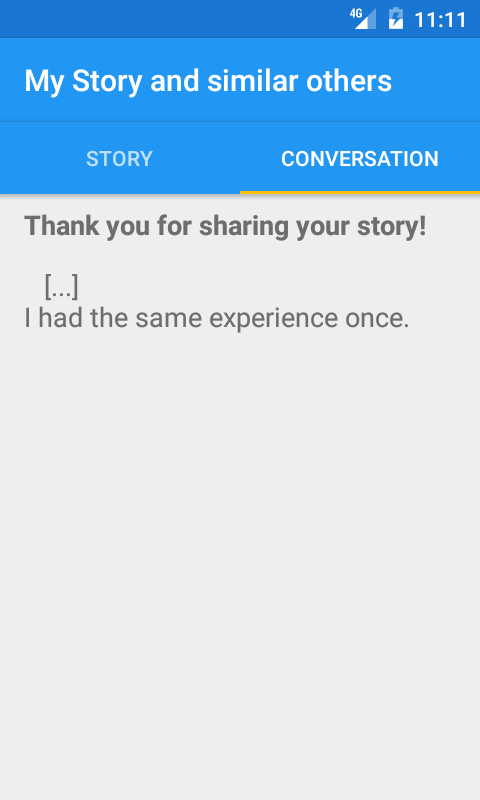 4G 11:11
My Story and similar others
STORY CONVERSATION
Thank you for sharing your story!
[...]
I had the same experience once.